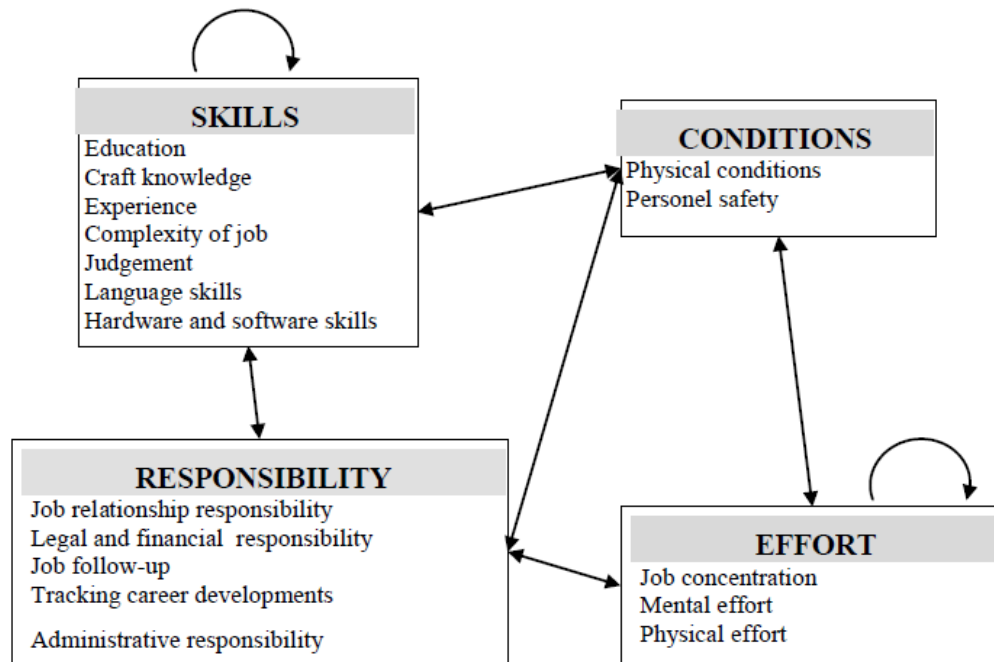 SKILLS
Education
Craft knowledge
Experience
Complexity of job
Judgement
Language skills
Hardware and software skills
CONDITIONS
Physical conditions
Personel safety
RESPONSIBILITY
Job relationship responsibility
Legal and financial responsibility
Job follow-up
Tracking career developments
Administrative responsibility
EFFORT
Job concentration
Mental effort
Physical effort